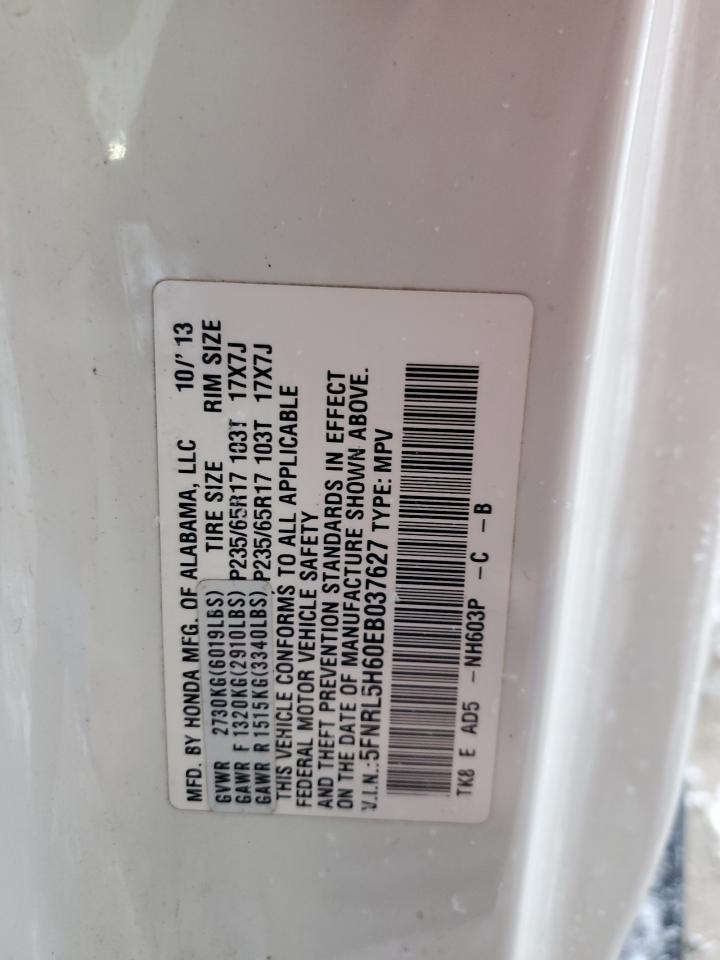 MFD. BY HONDA MFG. OF ALABAMA, LLC 10/'13
GVWR 2730KG(6019LBS) TIRE SIZE RIM SIZE
GAWR F 1320KG(2910LBS) P235/65R17 103T 17X7J
GAWR R 1515KG(3340LBS) P235/65R17 103T 17X7J
THIS VEHICLE CONFORMS TO ALL APPLICABLE
FEDERAL MOTOR VEHICLE SAFETY
AND THEFT PREVENTION STANDARDS IN EFFECT
ON THE DATE OF MANUFACTURE SHOWN ABOVE.
V.I.N.:5FNRL5H60EB037627 TYPE: MPV
TK8 E AD5 -NH603P -C -B